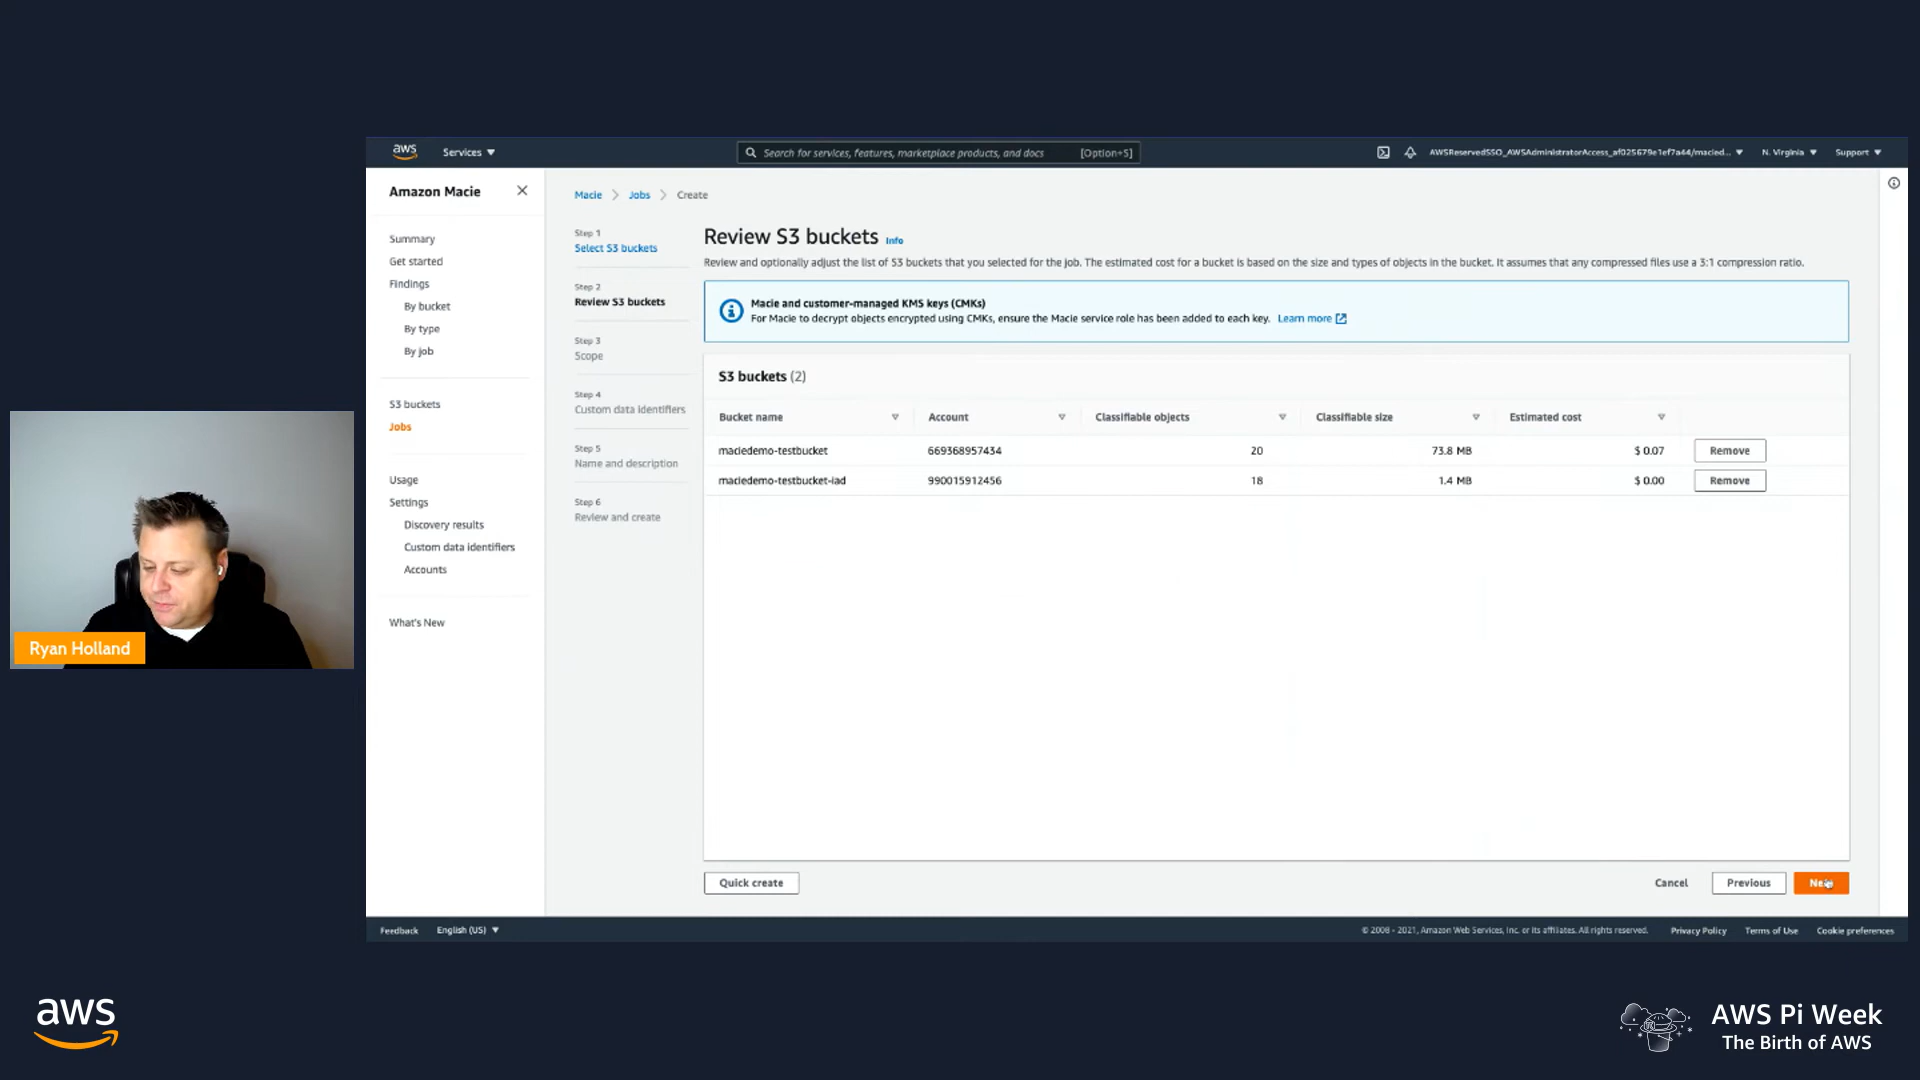 aws
Services
Search for services, features, marketplace products, and docs
[Option+S]
AWSReservedSSO_AWSAdministratorAccess_af025679e1ef7a44/macied...
N. Virginia
Support
Amazon Macie
Summary
Get started
Findings
By bucket
By type
By job
S3 buckets
Jobs
Usage
Settings
Discovery results
Custom data identifiers
Accounts
What's New
Macie
Jobs
Create
Step 1
Select S3 buckets
Step 2
Review S3 buckets
Step 3
Scope
Step 4
Custom data identifiers
Step 5
Name and description
Step 6
Review and create
Review S3 buckets Info
Review and optionally adjust the list of S3 buckets that you selected for the job. The estimated cost for a bucket is based on the size and types of objects in the bucket. It assumes that any compressed files use a 3:1 compression ratio.
Macie and customer-managed KMS keys (CMKs)
For Macie to decrypt objects encrypted using CMKs, ensure the Macie service role has been added to each key. Learn more
S3 buckets (2)
Bucket name Account Classifiable objects Classifiable size Estimated cost
maciedemo-testbucket 669368957434 20 73.8 MB $ 0.07 Remove
maciedemo-testbucket-iad 990015912456 18 1.4 MB $ 0.00 Remove
Quick create
Cancel
Previous
Feedback
English (US)
© 2008 - 2021, Amazon Web Services, Inc. or its affiliates. All rights reserved.
Privacy Policy
Terms of Use
Cookie preferences
Ryan Holland
aws
AWS Pi Week
The Birth of AWS